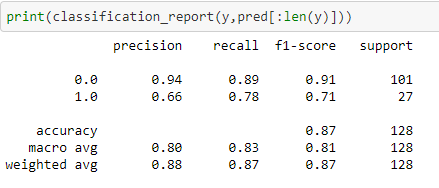 print(classification_report(y,pred[:len(y)]))
precision recall f1-score support
0.0 0.94 0.89 0.91 101
1.0 0.66 0.78 0.71 27
accuracy 0.87 128
macro avg 0.80 0.83 0.81 128
weighted avg 0.88 0.87 0.87 128